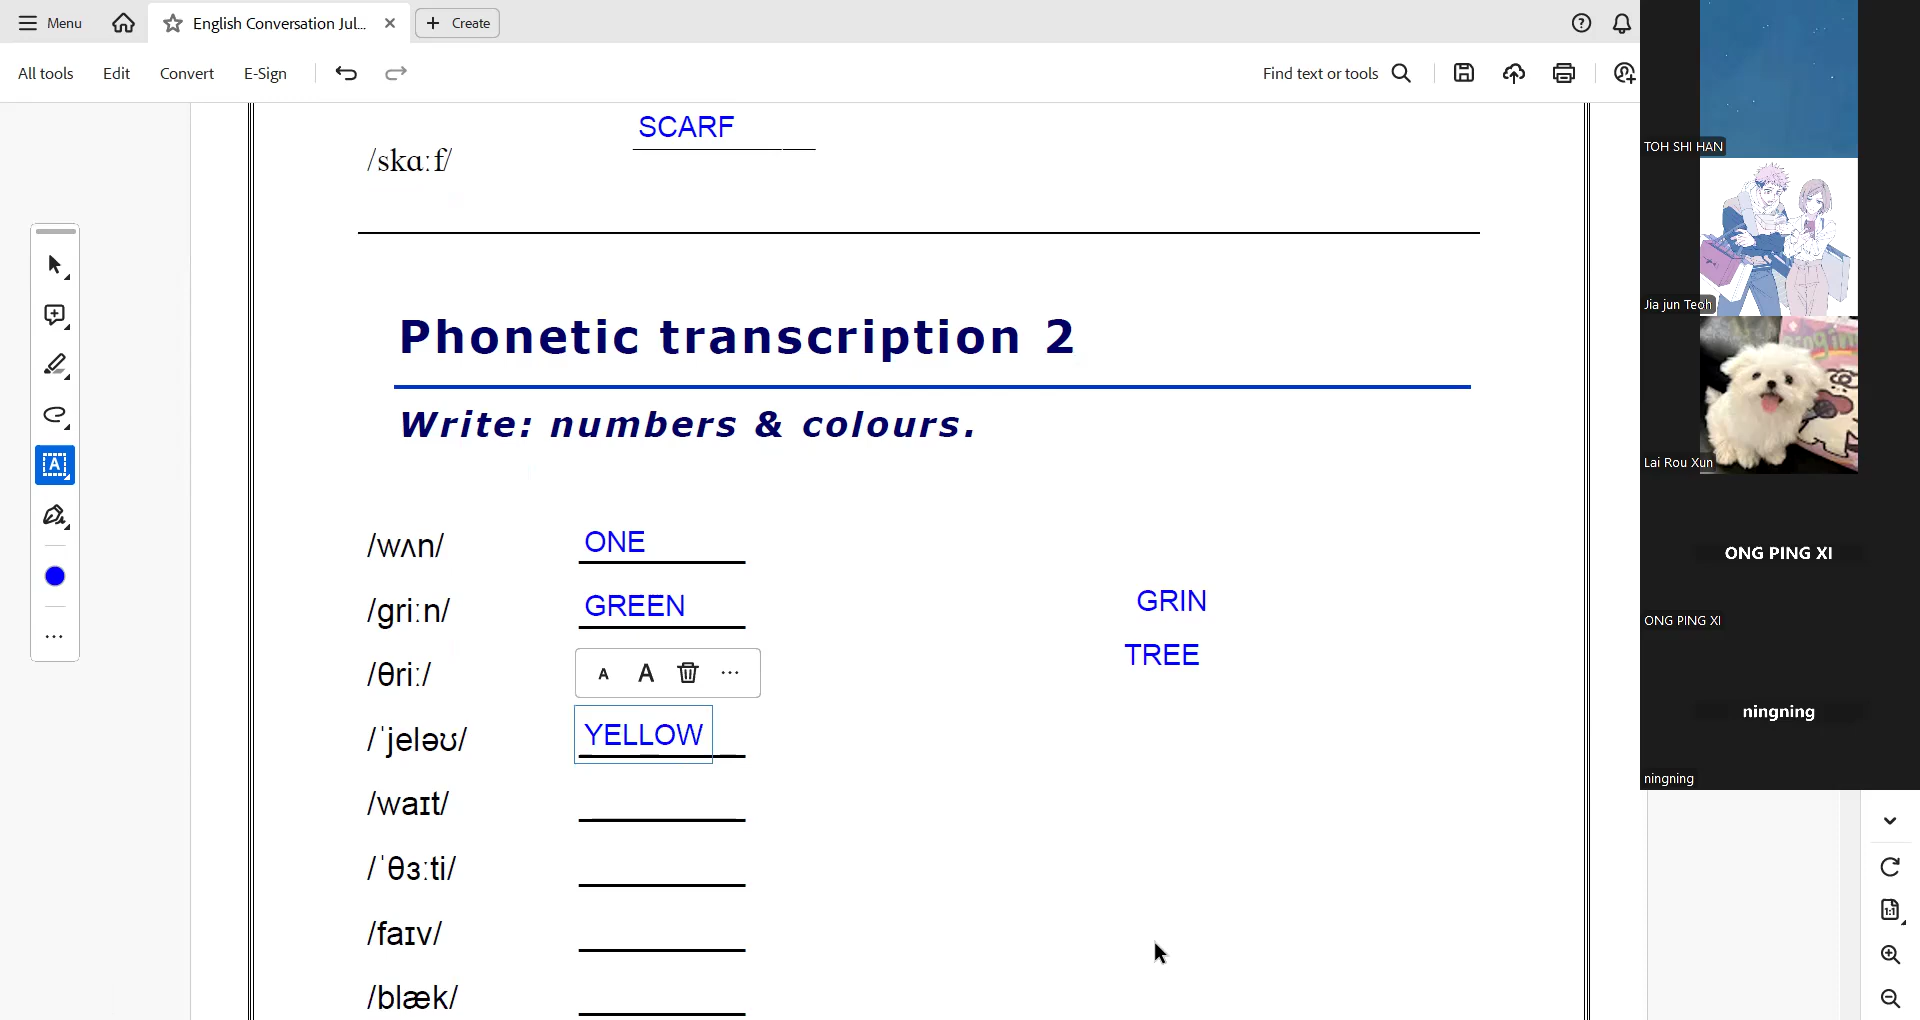 Menu
English Conversation Jul...
Create
All tools
Edit
Convert
E-Sign
Find text or tools
SCARF
/skɑːf/
Phonetic transcription 2
Write: numbers & colours.
/wʌn/ ONE
/griːn/ GREEN GRIN
/θriː/ TREE
A A
/ˈjeləʊ/ YELLOW
/waɪt/
/ˈθɜːti/
/faɪv/
/blæk/
TOH SHI HAN
Jia jun Teoh
Lai Rou Xun
ONG PING XI
ONG PING XI
ningning
ningning